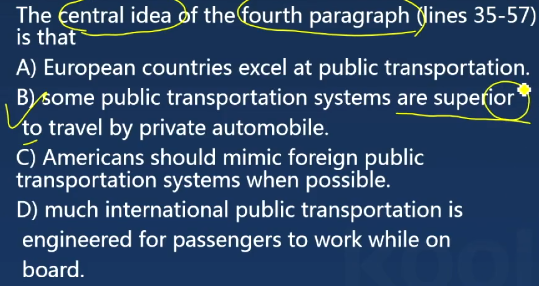 The central idea of the fourth paragraph (lines 35-57)
is that
A) European countries excel at public transportation.
B) some public transportation systems are superior
to travel by private automobile.
C) Americans should mimic foreign public
transportation systems when possible.
D) much international public transportation is
engineered for passengers to work while on
board.